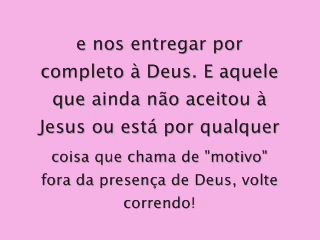 e nos entregar por
completo à Deus. E aquele
que ainda não aceitou à
Jesus ou está por qualquer
coisa que chama de "motivo"
fora da presença de Deus, volte
correndo!